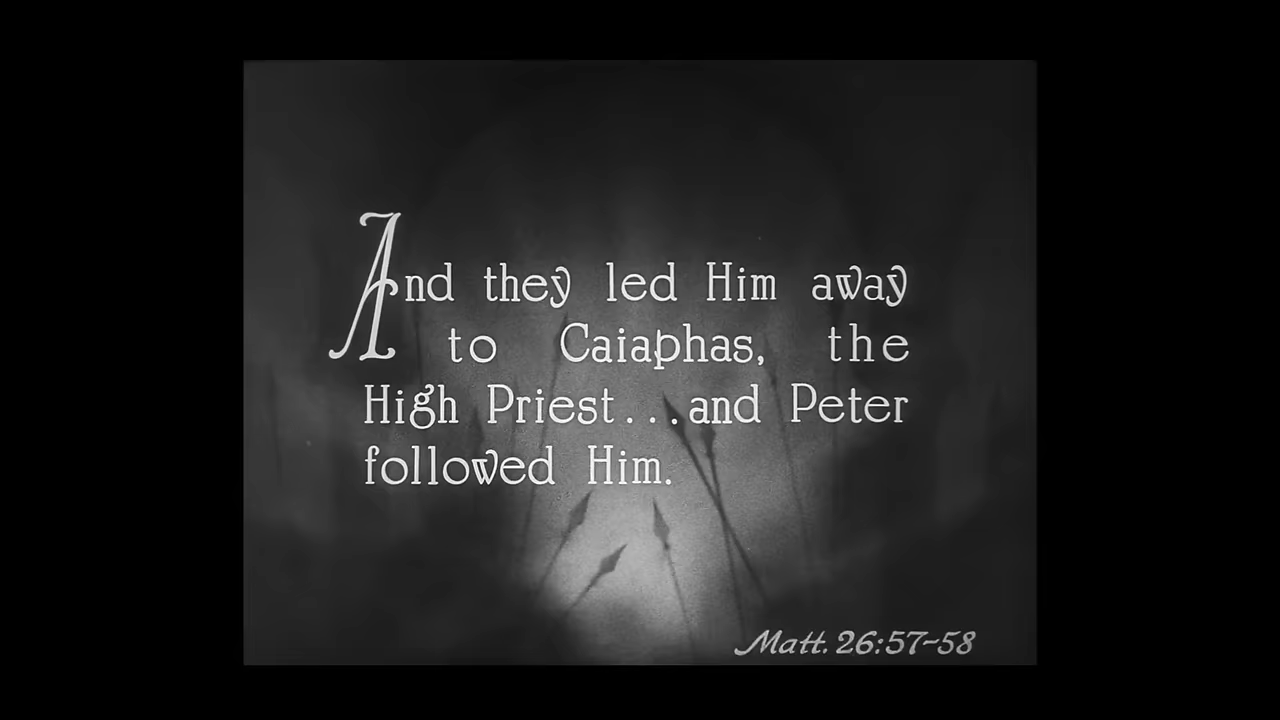 And they led Him away
to Caiaphas, the
High Priest...and Peter
followed Him.
Matt. 26:57-58